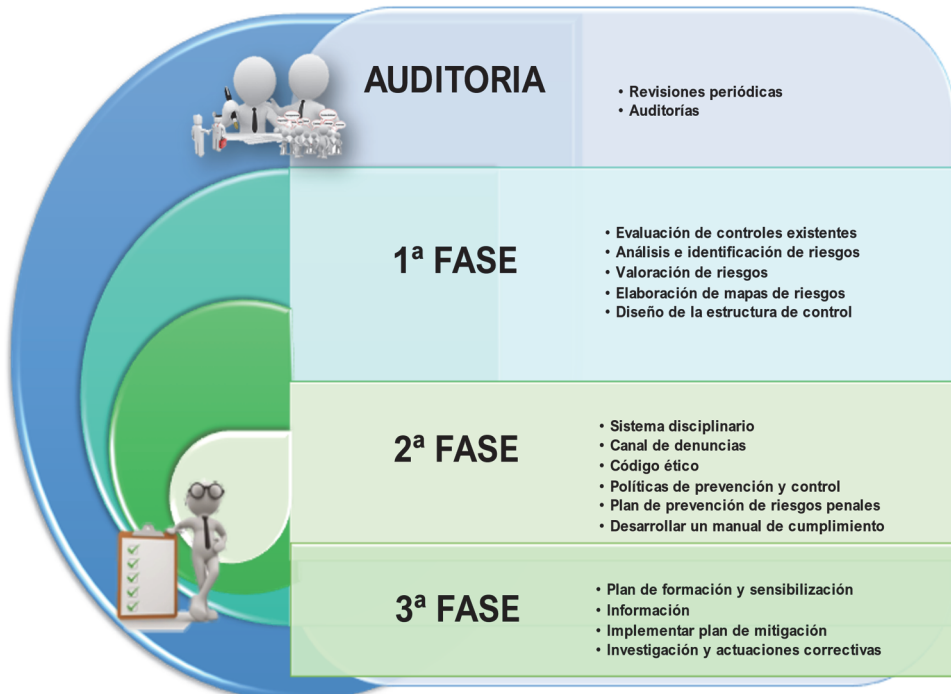 AUDITORIA
• Revisiones periódicas
• Auditorías
1ª FASE
• Evaluación de controles existentes
• Análisis e identificación de riesgos
• Valoración de riesgos
• Elaboración de mapas de riesgos
• Diseño de la estructura de control
2ª FASE
• Sistema disciplinario
• Canal de denuncias
• Código ético
• Políticas de prevención y control
• Plan de prevención de riesgos penales
• Desarrollar un manual de cumplimiento
3ª FASE
• Plan de formación y sensibilización
• Información
• Implementar plan de mitigación
• Investigación y actuaciones correctivas